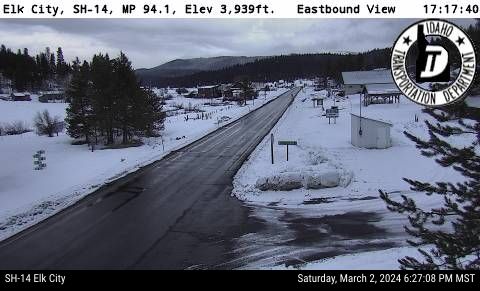 Elk City, SH-14, MP 94.1, Elev 3,939ft. Eastbound View 17:17:40
IDAHO
TRANSPORTATION DEPARTMENT
SH-14 Elk City Saturday, March 2, 2024 6:27:08 PM MST